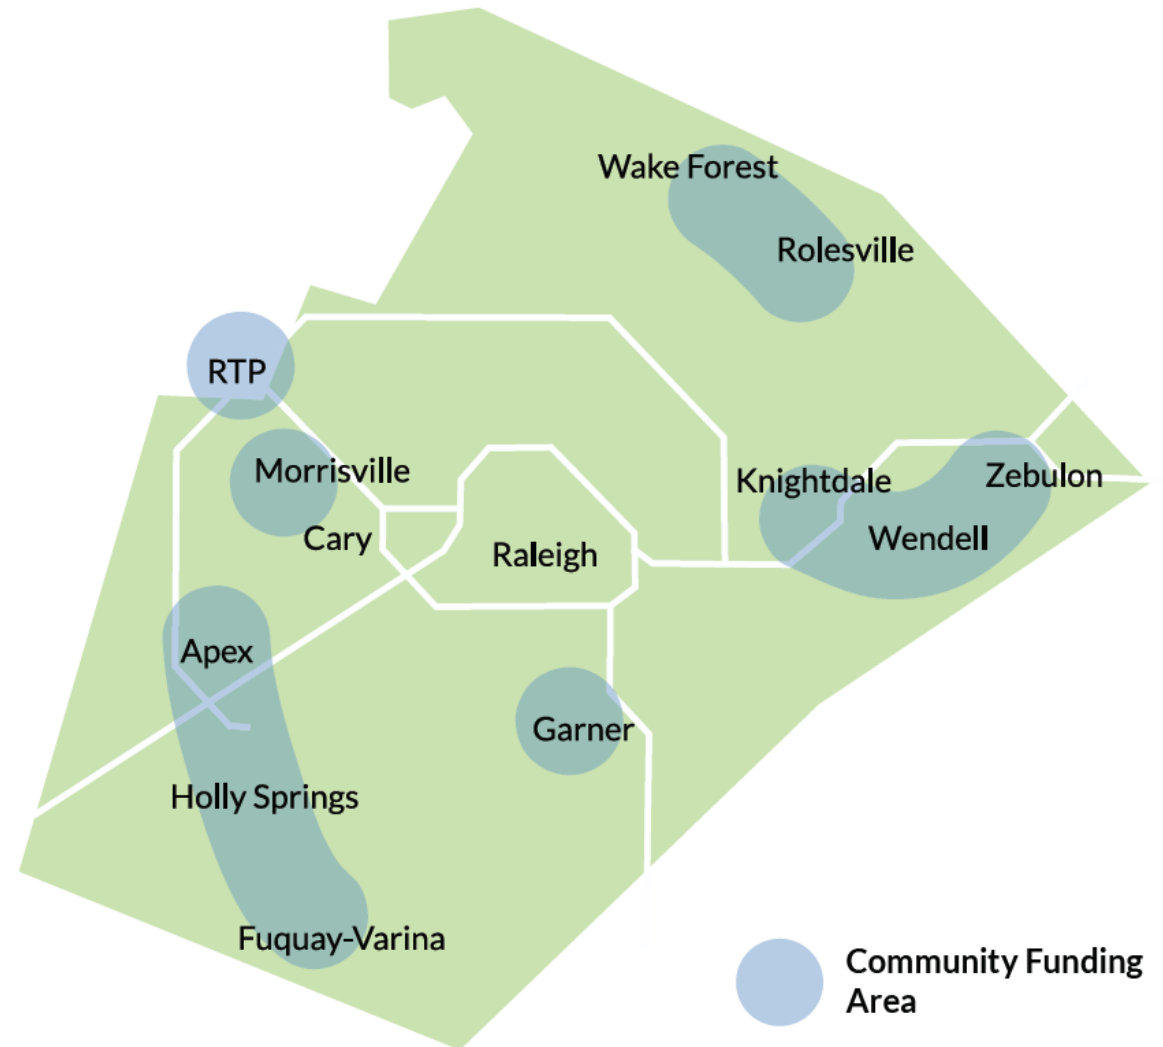 Wake Forest
Rolesville
RTP
Morrisville
Knightdale
Zebulon
Cary
Raleigh
Wendell
Apex
Garner
Holly Springs
Fuquay-Varina
Community Funding
Area